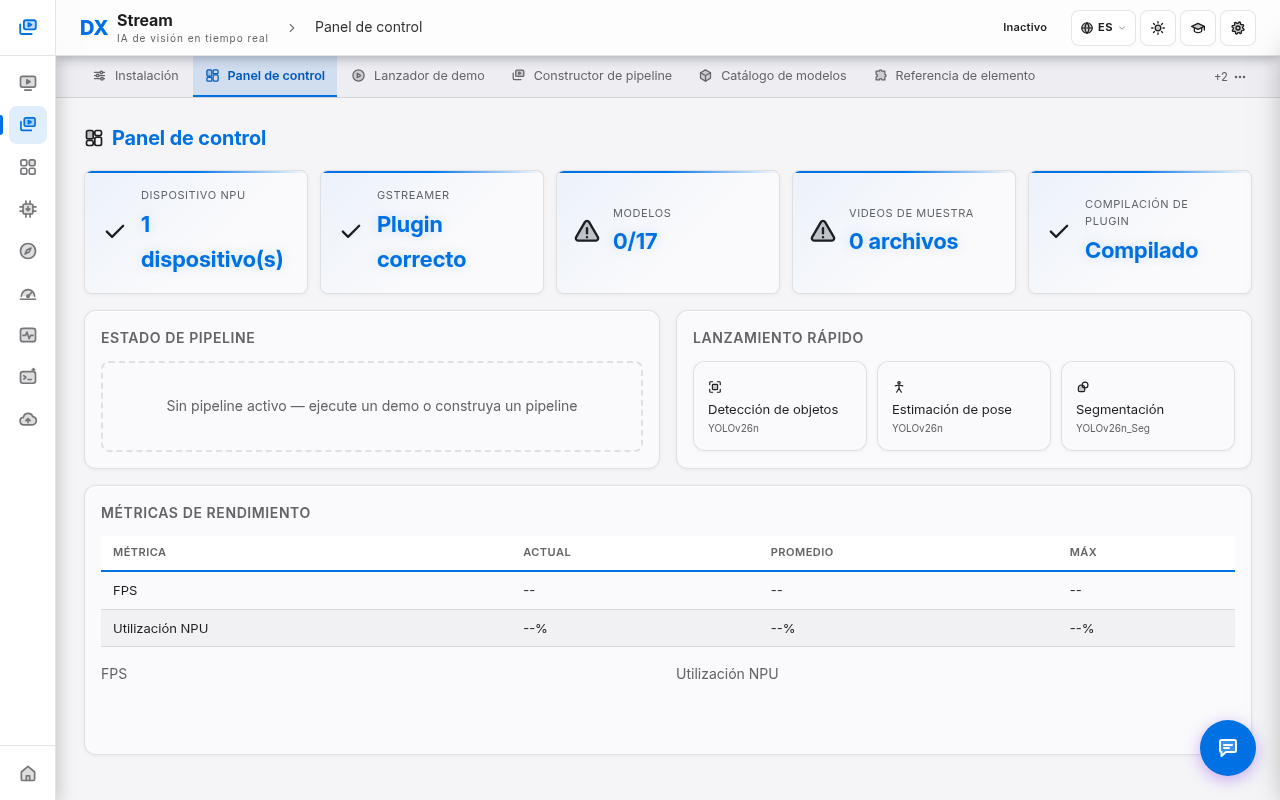 DX Stream
IA de visión en tiempo real
Panel de control
Inactivo
ES
Instalación
Panel de control
Lanzador de demo
Constructor de pipeline
Catálogo de modelos
Referencia de elemento
+2
Panel de control
DISPOSITIVO NPU
1
dispositivo(s)
GSTREAMER
Plugin
correcto
MODELOS
0/17
VIDEOS DE MUESTRA
0 archivos
COMPILACIÓN DE
PLUGIN
Compilado
ESTADO DE PIPELINE
Sin pipeline activo — ejecute un demo o construya un pipeline
LANZAMIENTO RÁPIDO
Detección de objetos
YOLOv26n
Estimación de pose
YOLOv26n
Segmentación
YOLOv26n_Seg
MÉTRICAS DE RENDIMIENTO
MÉTRICA ACTUAL PROMEDIO MÁX
FPS -- -- --
Utilización NPU --% --% --%
FPS
Utilización NPU